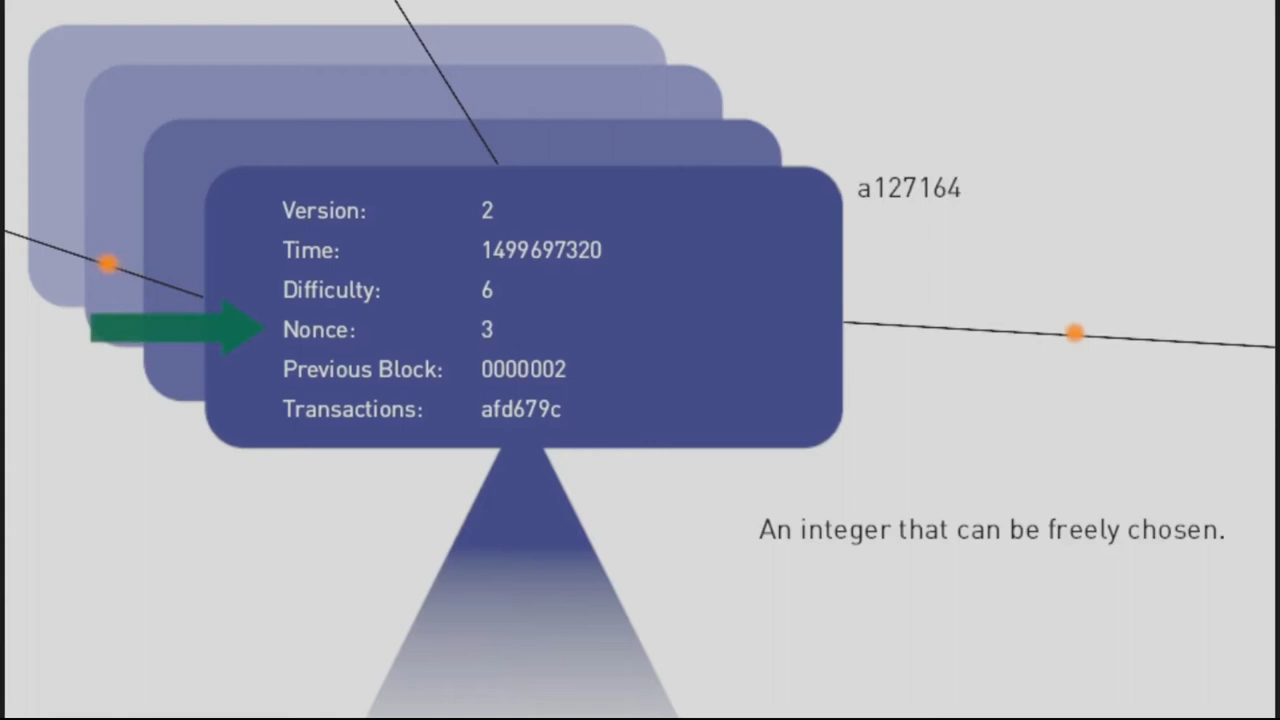 a127164
Version: 2
Time: 1499697320
Difficulty: 6
Nonce: 3
Previous Block: 0000002
Transactions: afd679c
An integer that can be freely chosen.